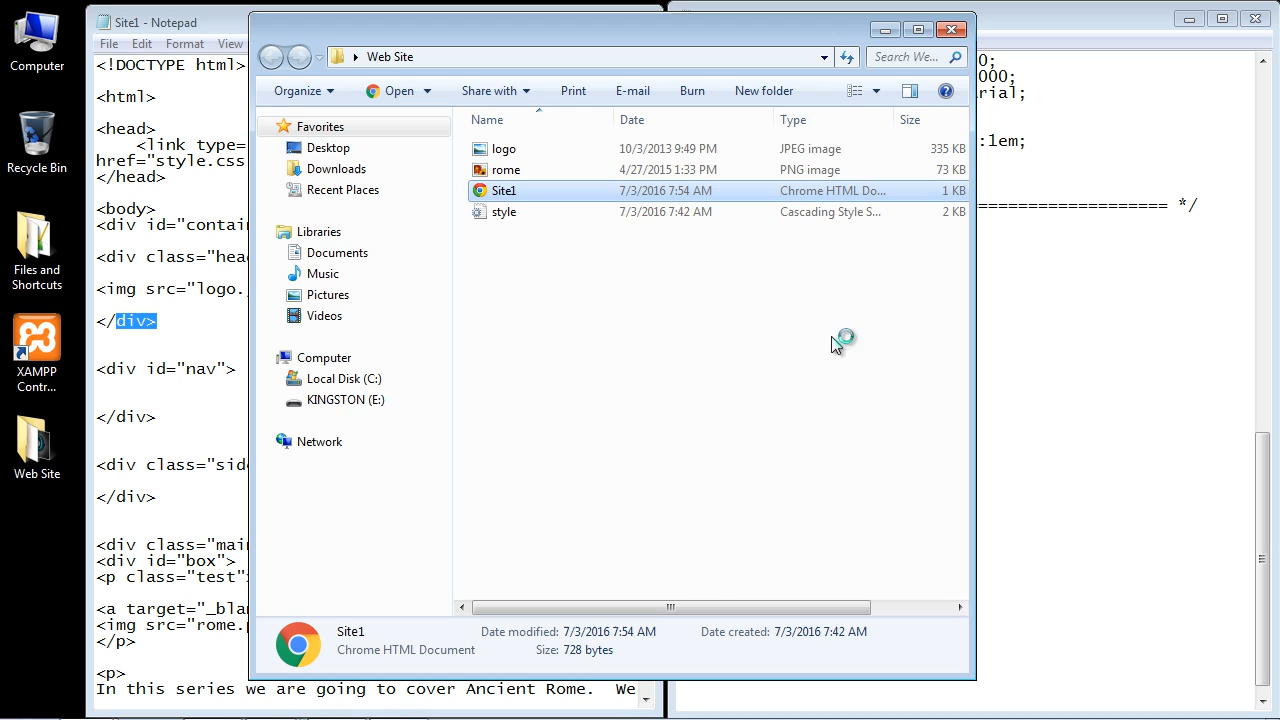 Computer
Recycle Bin
Files and
Shortcuts
XAMPP
Contr...
Web Site
Site1 - Notepad
File Edit Format View
<!DOCTYPE html>
<html>
<head>
<link type=
href="style.css
</head>
<body>
<div id="contain
<div class="head
<img src="logo.
</div>
<div id="nav">
</div>
<div class="side
</div>
<div class="main
<div id="box">
<p class="test"
<a target="_blan
<img src="rome.p
</p>
<p>
In this series we are going to cover Ancient Rome. We
Web Site
Search We...
Organize Open Share with Print E-mail Burn New folder
Name Date Type Size
logo 10/3/2013 9:49 PM JPEG image 335 KB
rome 4/27/2015 1:33 PM PNG image 73 KB
Site1 7/3/2016 7:54 AM Chrome HTML Do... 1 KB
style 7/3/2016 7:42 AM Cascading Style S... 2 KB
Favorites
Desktop
Downloads
Recent Places
Libraries
Documents
Music
Pictures
Videos
Computer
Local Disk (C:)
KINGSTON (E:)
Network
Site1 Date modified: 7/3/2016 7:54 AM Date created: 7/3/2016 7:42 AM
Chrome HTML Document Size: 728 bytes
0;
000;
rial;
:1em;
=================== */